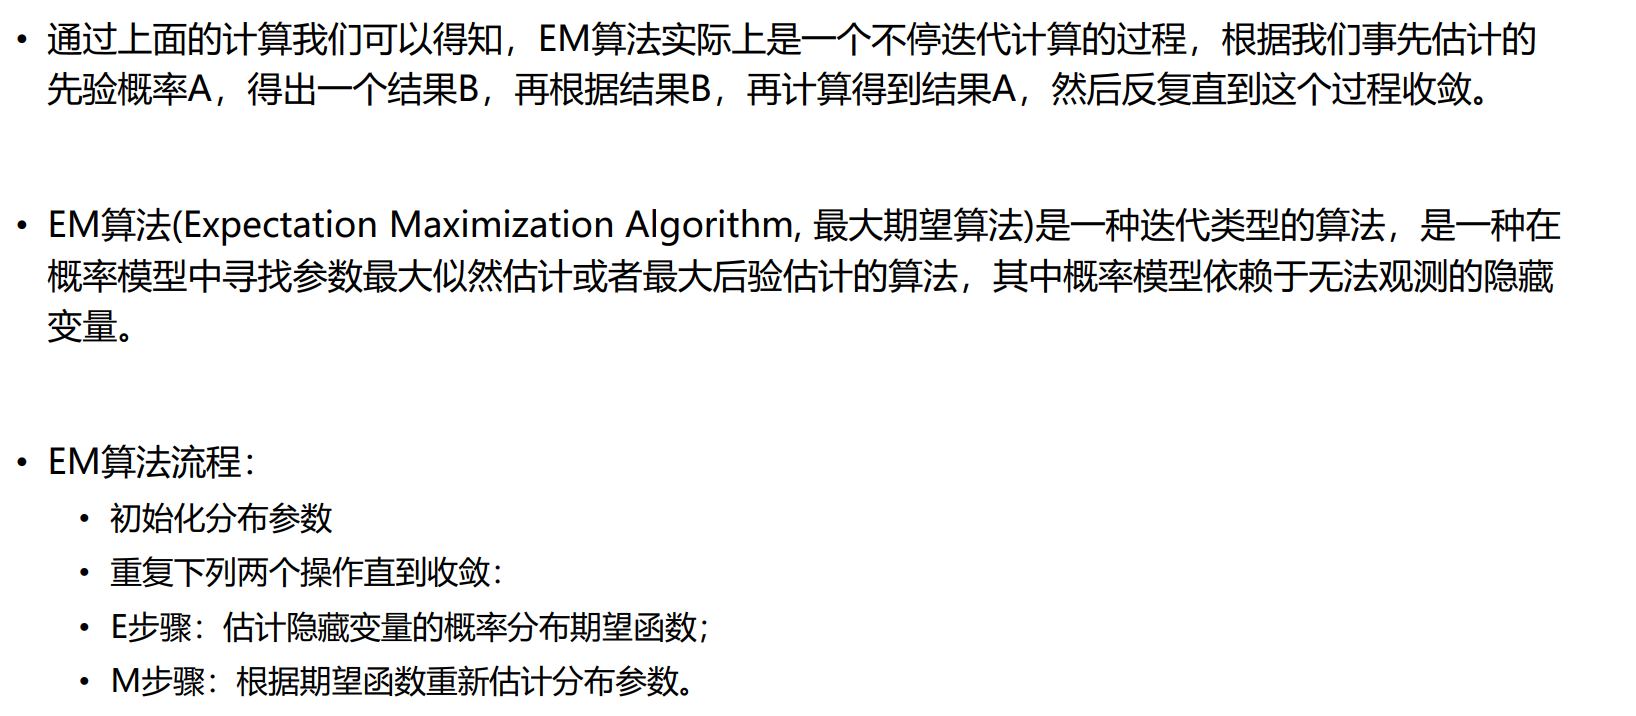 • 通过上面的计算我们可以得知，EM算法实际上是一个不停迭代计算的过程，根据我们事先估计的
先验概率A，得出一个结果B，再根据结果B，再计算得到结果A，然后反复直到这个过程收敛。
• EM算法(Expectation Maximization Algorithm, 最大期望算法)是一种迭代类型的算法，是一种在
概率模型中寻找参数最大似然估计或者最大后验估计的算法，其中概率模型依赖于无法观测的隐藏
变量。
• EM算法流程：
• 初始化分布参数
• 重复下列两个操作直到收敛：
• E步骤：估计隐藏变量的概率分布期望函数；
• M步骤：根据期望函数重新估计分布参数。